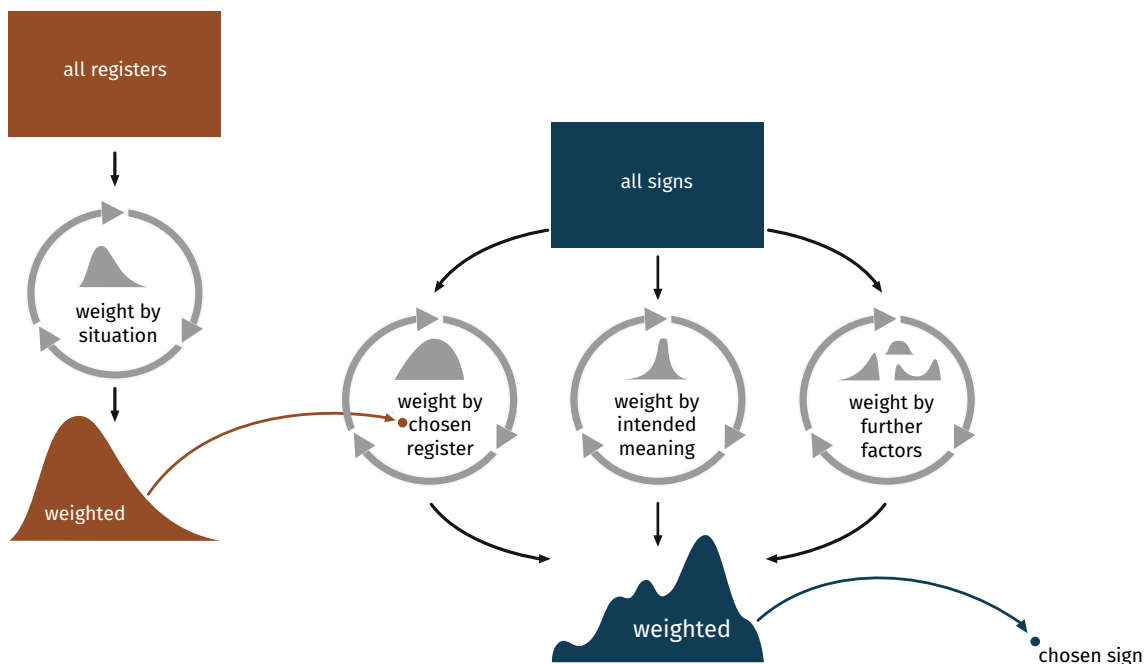 all registers
weight by
situation
weighted
all signs
weight by
chosen
register
weight by
intended
meaning
weight by
further
factors
weighted
chosen sign